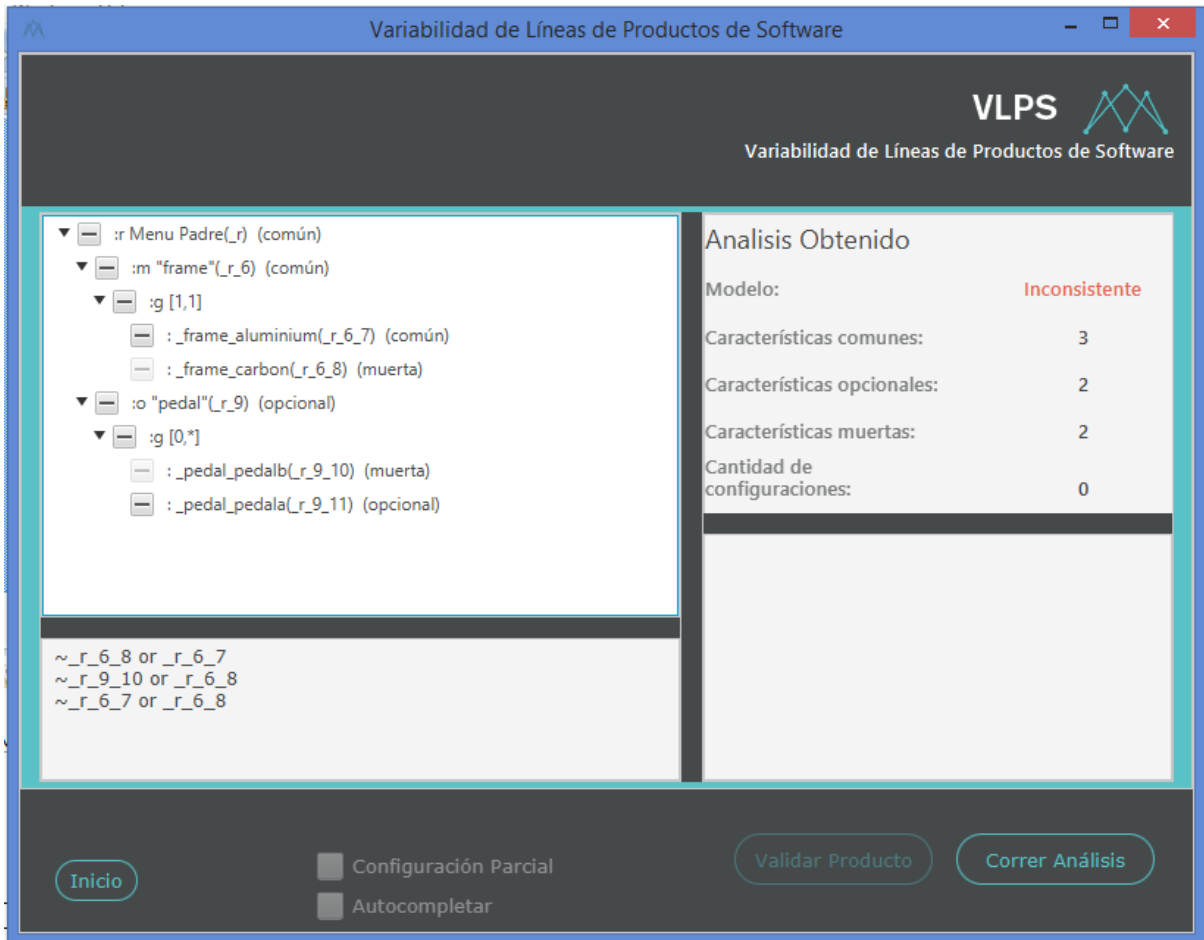 Variabilidad de Líneas de Productos de Software
VLPS
Variabilidad de Líneas de Productos de Software
:r Menu Padre(_r) (común)
:m "frame"(_r_6) (común)
:g [1,1]
: _frame_aluminium(_r_6_7) (común)
: _frame_carbon(_r_6_8) (muerta)
:o "pedal"(_r_9) (opcional)
:g [0,*]
: _pedal_pedalb(_r_9_10) (muerta)
: _pedal_pedala(_r_9_11) (opcional)
~_r_6_8 or _r_6_7
~_r_9_10 or _r_6_8
~_r_6_7 or _r_6_8
Analisis Obtenido
Modelo: Inconsistente
Características comunes: 3
Características opcionales: 2
Características muertas: 2
Cantidad de
configuraciones: 0
Inicio
Configuración Parcial
Autocompletar
Validar Producto
Correr Análisis